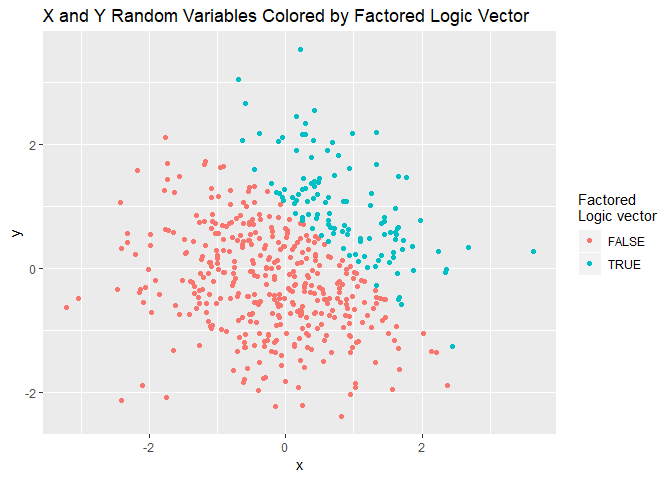 X and Y Random Variables Colored by Factored Logic Vector
y
2
0
-2
-2
0
2
x
Factored
Logic vector
FALSE
TRUE